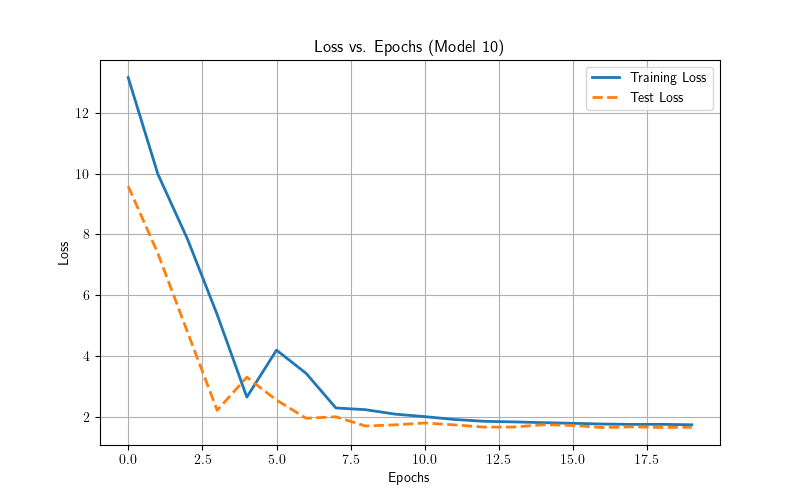 Loss vs. Epochs (Model 10)
Training Loss
Test Loss
12
10
8
6
4
2
Loss
0.0 2.5 5.0 7.5 10.0 12.5 15.0 17.5
Epochs